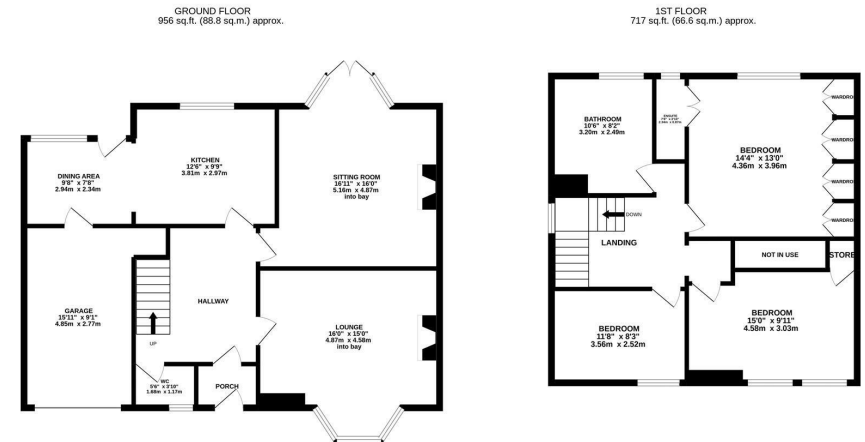 GROUND FLOOR
956 sq.ft. (88.8 sq.m.) approx.
DINING AREA
9'8" x 7'8"
2.94m x 2.34m
KITCHEN
12'6" x 9'9"
3.81m x 2.97m
SITTING ROOM
16'11" x 16'0"
5.16m x 4.87m
into bay
GARAGE
15'11" x 9'1"
4.85m x 2.77m
UP
HALLWAY
LOUNGE
16'0" x 15'0"
4.87m x 4.58m
into bay
WC
5'6" x 3'10"
1.68m x 1.17m
PORCH
1ST FLOOR
717 sq.ft. (66.6 sq.m.) approx.
BATHROOM
10'6" x 8'2"
3.20m x 2.49m
ENSUITE
BEDROOM
14'4" x 13'0"
4.36m x 3.96m
WARDRO
WARDRO
WARDRO
WARDRO
DOWN
LANDING
NOT IN USE
STORE
BEDROOM
11'8" x 8'3"
3.56m x 2.52m
BEDROOM
15'0" x 9'11"
4.58m x 3.03m